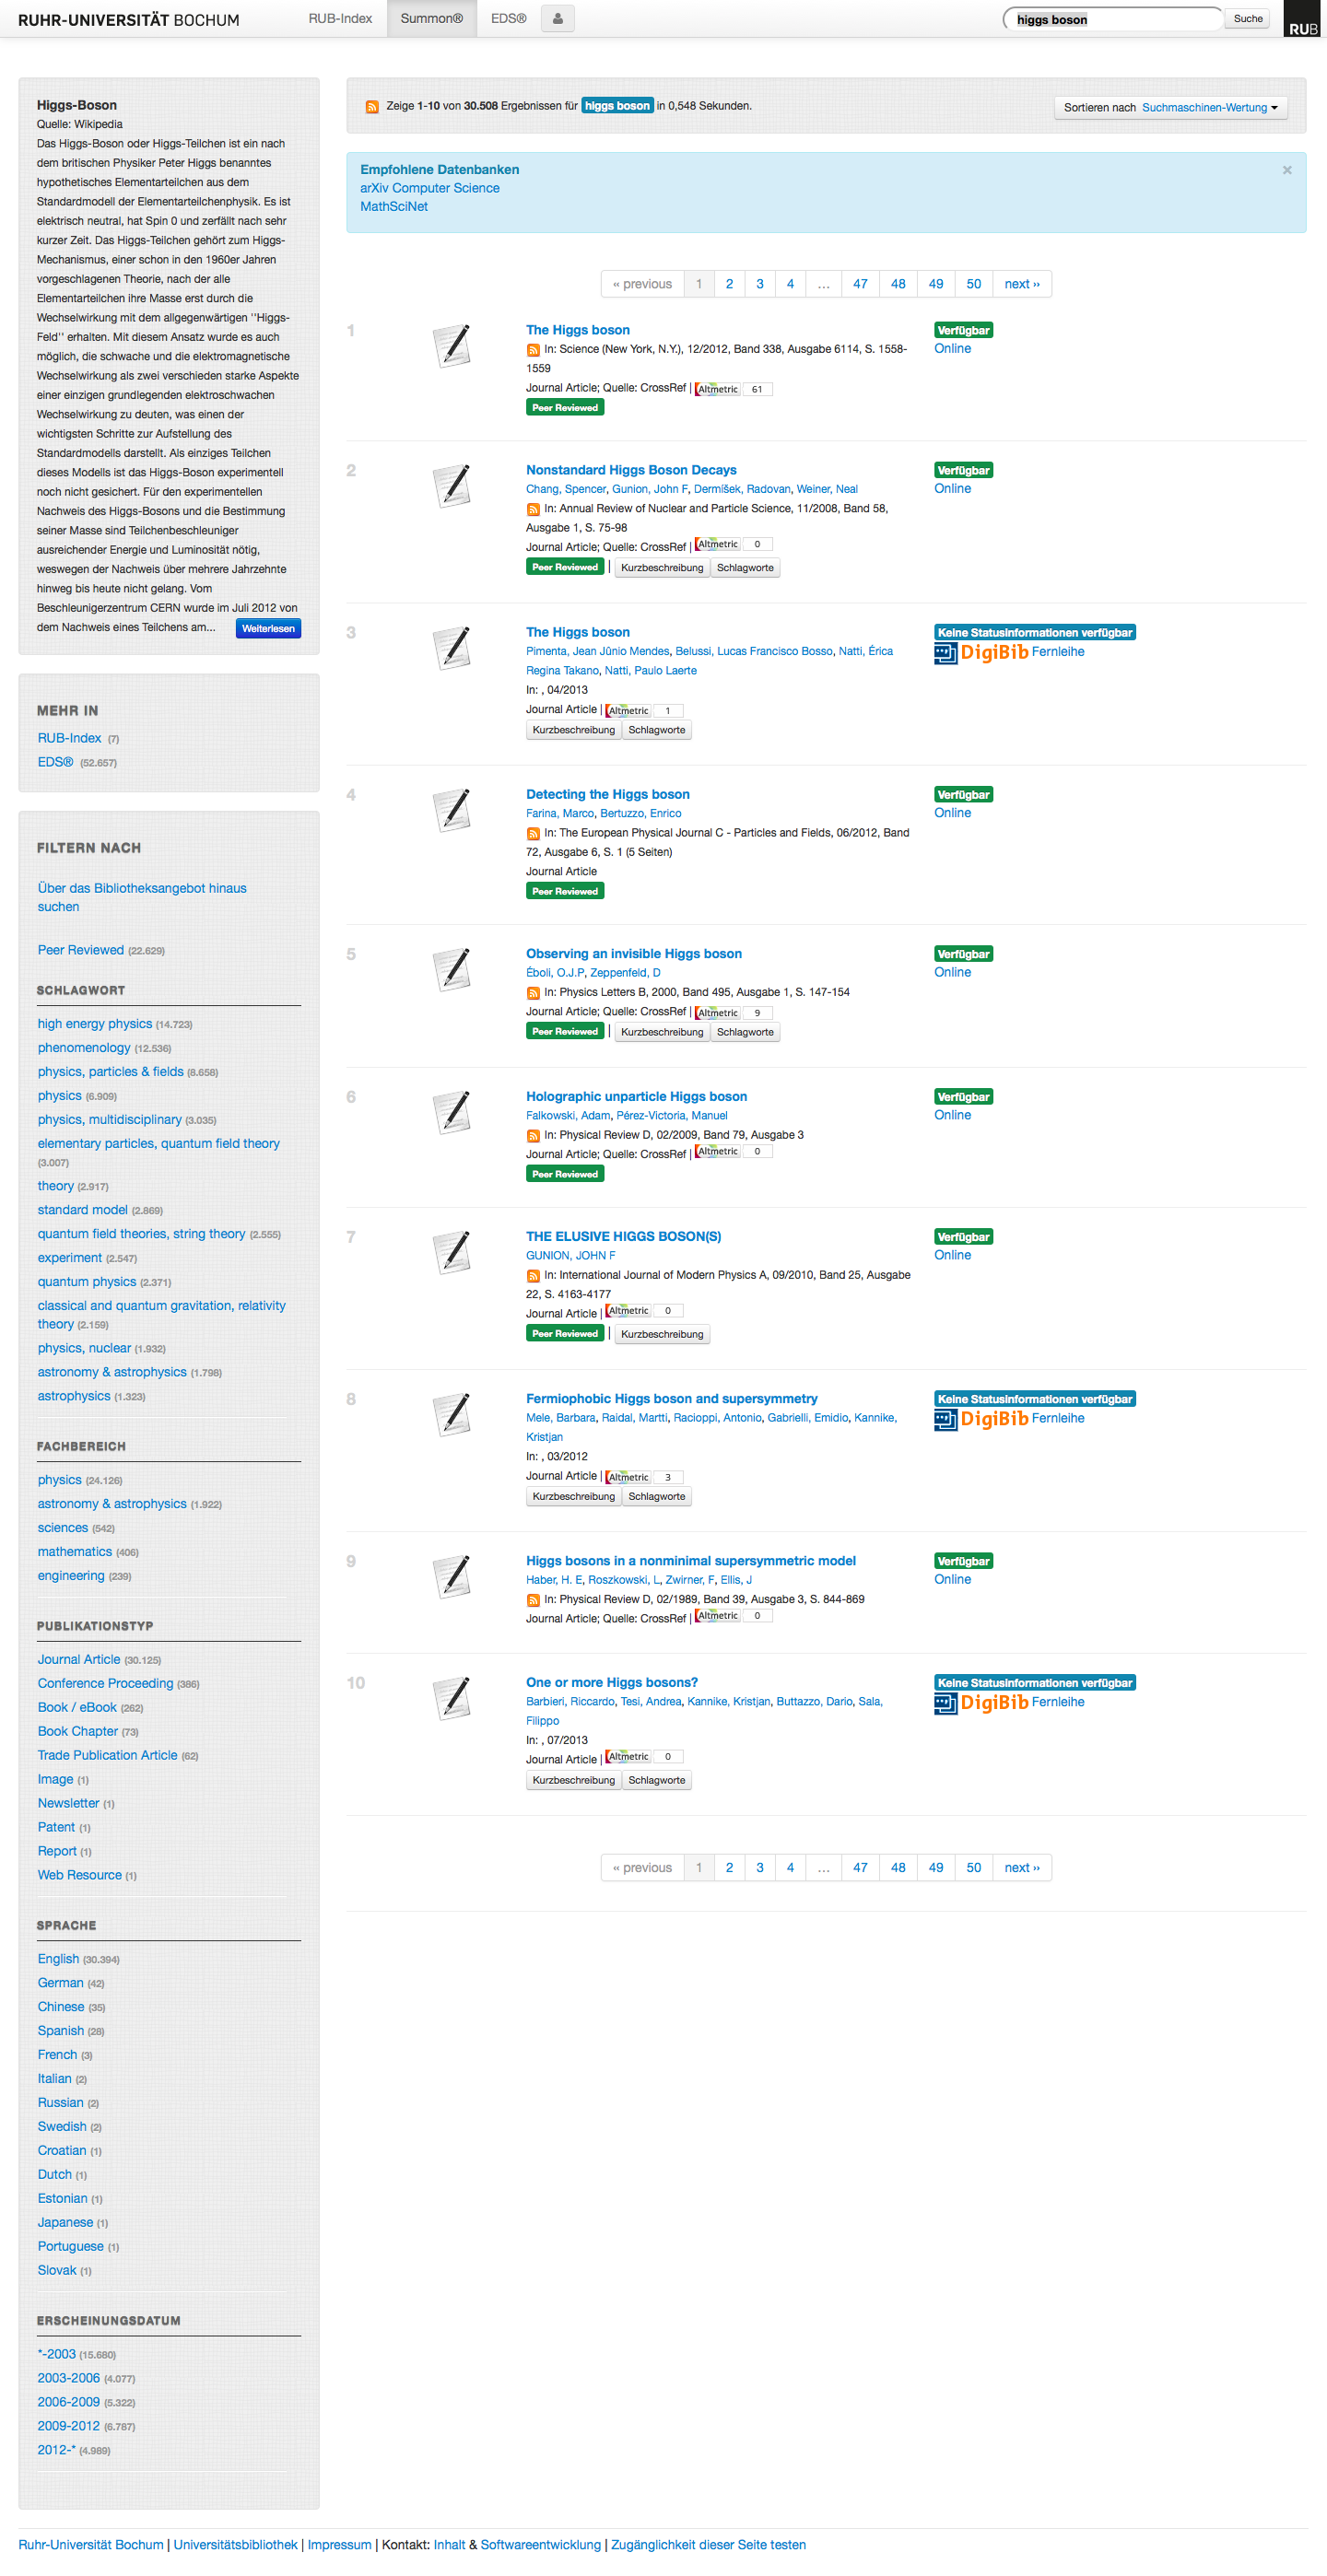 RUHR-UNIVERSITÄT BOCHUM
RUB-Index
Summon®
EDS®
higgs boson
Suche
RUB
Higgs-Boson
Quelle: Wikipedia
Das Higgs-Boson oder Higgs-Teilchen ist ein nach
dem britischen Physiker Peter Higgs benanntes
hypothetisches Elementarteilchen aus dem
Standardmodell der Elementarteilchenphysik. Es ist
elektrisch neutral, hat Spin 0 und zerfällt nach sehr
kurzer Zeit. Das Higgs-Teilchen gehört zum Higgs-
Mechanismus, einer schon in den 1960er Jahren
vorgeschlagenen Theorie, nach der alle
Elementarteilchen ihre Masse erst durch die
Wechselwirkung mit dem allgegenwärtigen ''Higgs-
Feld'' erhalten. Mit diesem Ansatz wurde es auch
möglich, die schwache und die elektromagnetische
Wechselwirkung als zwei verschieden starke Aspekte
einer einzigen grundlegenden elektroschwachen
Wechselwirkung zu deuten, was einen der
wichtigsten Schritte zur Aufstellung des
Standardmodells darstellt. Als einziges Teilchen
dieses Modells ist das Higgs-Boson experimentell
noch nicht gesichert. Für den experimentellen
Nachweis des Higgs-Bosons und die Bestimmung
seiner Masse sind Teilchenbeschleuniger
ausreichender Energie und Luminosität nötig,
weswegen der Nachweis über mehrere Jahrzehnte
hinweg bis heute nicht gelang. Vom
Beschleunigerzentrum CERN wurde im Juli 2012 von
dem Nachweis eines Teilchens am...
Weiterlesen
MEHR IN
RUB-Index (7)
EDS® (52.657)
FILTERN NACH
Über das Bibliotheksangebot hinaus
suchen
Peer Reviewed (22.629)
SCHLAGWORT
high energy physics (14.723)
phenomenology (12.536)
physics, particles & fields (8.658)
physics (6.909)
physics, multidisciplinary (3.035)
elementary particles, quantum field theory
(3.007)
theory (2.917)
standard model (2.869)
quantum field theories, string theory (2.555)
experiment (2.547)
quantum physics (2.371)
classical and quantum gravitation, relativity
theory (2.159)
physics, nuclear (1.932)
astronomy & astrophysics (1.798)
astrophysics (1.323)
FACHBEREICH
physics (24.126)
astronomy & astrophysics (1.922)
sciences (542)
mathematics (406)
engineering (239)
PUBLIKATIONSTYP
Journal Article (30.125)
Conference Proceeding (386)
Book / eBook (262)
Book Chapter (73)
Trade Publication Article (62)
Image (1)
Newsletter (1)
Patent (1)
Report (1)
Web Resource (1)
SPRACHE
English (30.394)
German (42)
Chinese (35)
Spanish (28)
French (3)
Italian (2)
Russian (2)
Swedish (2)
Croatian (1)
Dutch (1)
Estonian (1)
Japanese (1)
Portuguese (1)
Slovak (1)
ERSCHEINUNGSDATUM
*-2003 (15.680)
2003-2006 (4.077)
2006-2009 (5.322)
2009-2012 (6.787)
2012-* (4.989)
Zeige 1-10 von 30.508 Ergebnissen für higgs boson in 0,548 Sekunden.
Sortieren nach Suchmaschinen-Wertung
Empfohlene Datenbanken
×
arXiv Computer Science
MathSciNet
« previous 1 2 3 4 … 47 48 49 50 next ››
1
The Higgs boson
In: Science (New York, N.Y.), 12/2012, Band 338, Ausgabe 6114, S. 1558-
1559
Journal Article; Quelle: CrossRef | Altmetric 61
Peer Reviewed
Verfügbar
Online
2
Nonstandard Higgs Boson Decays
Chang, Spencer, Gunion, John F, Dermíšek, Radovan, Weiner, Neal
In: Annual Review of Nuclear and Particle Science, 11/2008, Band 58,
Ausgabe 1, S. 75-98
Journal Article; Quelle: CrossRef | Altmetric 0
Peer Reviewed | Kurzbeschreibung Schlagworte
Verfügbar
Online
3
The Higgs boson
Pimenta, Jean Jûnio Mendes, Belussi, Lucas Francisco Bosso, Natti, Érica
Regina Takano, Natti, Paulo Laerte
In: , 04/2013
Journal Article | Altmetric 1
Kurzbeschreibung Schlagworte
Keine Statusinformationen verfügbar
DigiBib Fernleihe
4
Detecting the Higgs boson
Farina, Marco, Bertuzzo, Enrico
In: The European Physical Journal C - Particles and Fields, 06/2012, Band
72, Ausgabe 6, S. 1 (5 Seiten)
Journal Article
Peer Reviewed
Verfügbar
Online
5
Observing an invisible Higgs boson
Éboli, O.J.P, Zeppenfeld, D
In: Physics Letters B, 2000, Band 495, Ausgabe 1, S. 147-154
Journal Article; Quelle: CrossRef | Altmetric 9
Peer Reviewed | Kurzbeschreibung Schlagworte
Verfügbar
Online
6
Holographic unparticle Higgs boson
Falkowski, Adam, Pérez-Victoria, Manuel
In: Physical Review D, 02/2009, Band 79, Ausgabe 3
Journal Article; Quelle: CrossRef | Altmetric 0
Peer Reviewed
Verfügbar
Online
7
THE ELUSIVE HIGGS BOSON(S)
GUNION, JOHN F
In: International Journal of Modern Physics A, 09/2010, Band 25, Ausgabe
22, S. 4163-4177
Journal Article | Altmetric 0
Peer Reviewed | Kurzbeschreibung
Verfügbar
Online
8
Fermiophobic Higgs boson and supersymmetry
Mele, Barbara, Raidal, Martti, Racioppi, Antonio, Gabrielli, Emidio, Kannike,
Kristjan
In: , 03/2012
Journal Article | Altmetric 3
Kurzbeschreibung Schlagworte
Keine Statusinformationen verfügbar
DigiBib Fernleihe
9
Higgs bosons in a nonminimal supersymmetric model
Haber, H. E, Roszkowski, L, Zwirner, F, Ellis, J
In: Physical Review D, 02/1989, Band 39, Ausgabe 3, S. 844-869
Journal Article; Quelle: CrossRef | Altmetric 0
Verfügbar
Online
10
One or more Higgs bosons?
Barbieri, Riccardo, Tesi, Andrea, Kannike, Kristjan, Buttazzo, Dario, Sala,
Filippo
In: , 07/2013
Journal Article | Altmetric 0
Kurzbeschreibung Schlagworte
Keine Statusinformationen verfügbar
DigiBib Fernleihe
« previous 1 2 3 4 … 47 48 49 50 next ››
Ruhr-Universität Bochum | Universitätsbibliothek | Impressum | Kontakt: Inhalt & Softwareentwicklung | Zugänglichkeit dieser Seite testen